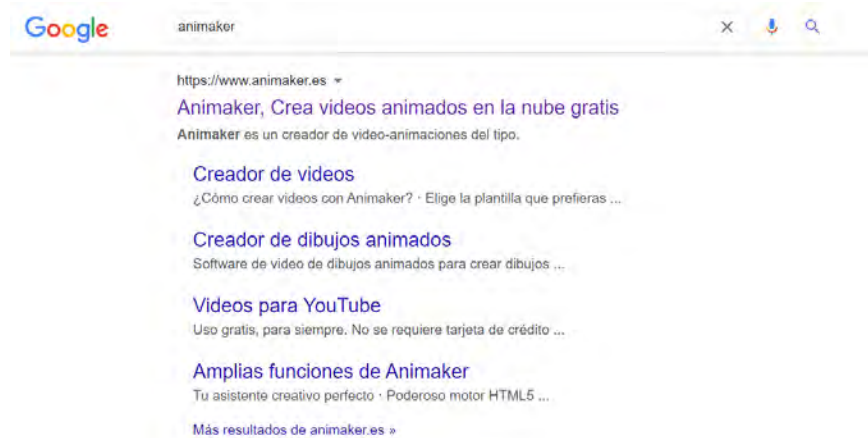 Google
animaker
https://www.animaker.es
Animaker, Crea videos animados en la nube gratis
Animaker es un creador de video-animaciones del tipo.
Creador de videos
¿Cómo crear videos con Animaker? · Elige la plantilla que prefieras ...
Creador de dibujos animados
Software de video de dibujos animados para crear dibujos ...
Videos para YouTube
Uso gratis, para siempre. No se requiere tarjeta de crédito ...
Amplias funciones de Animaker
Tu asistente creativo perfecto · Poderoso motor HTML5 ...
Más resultados de animaker.es »